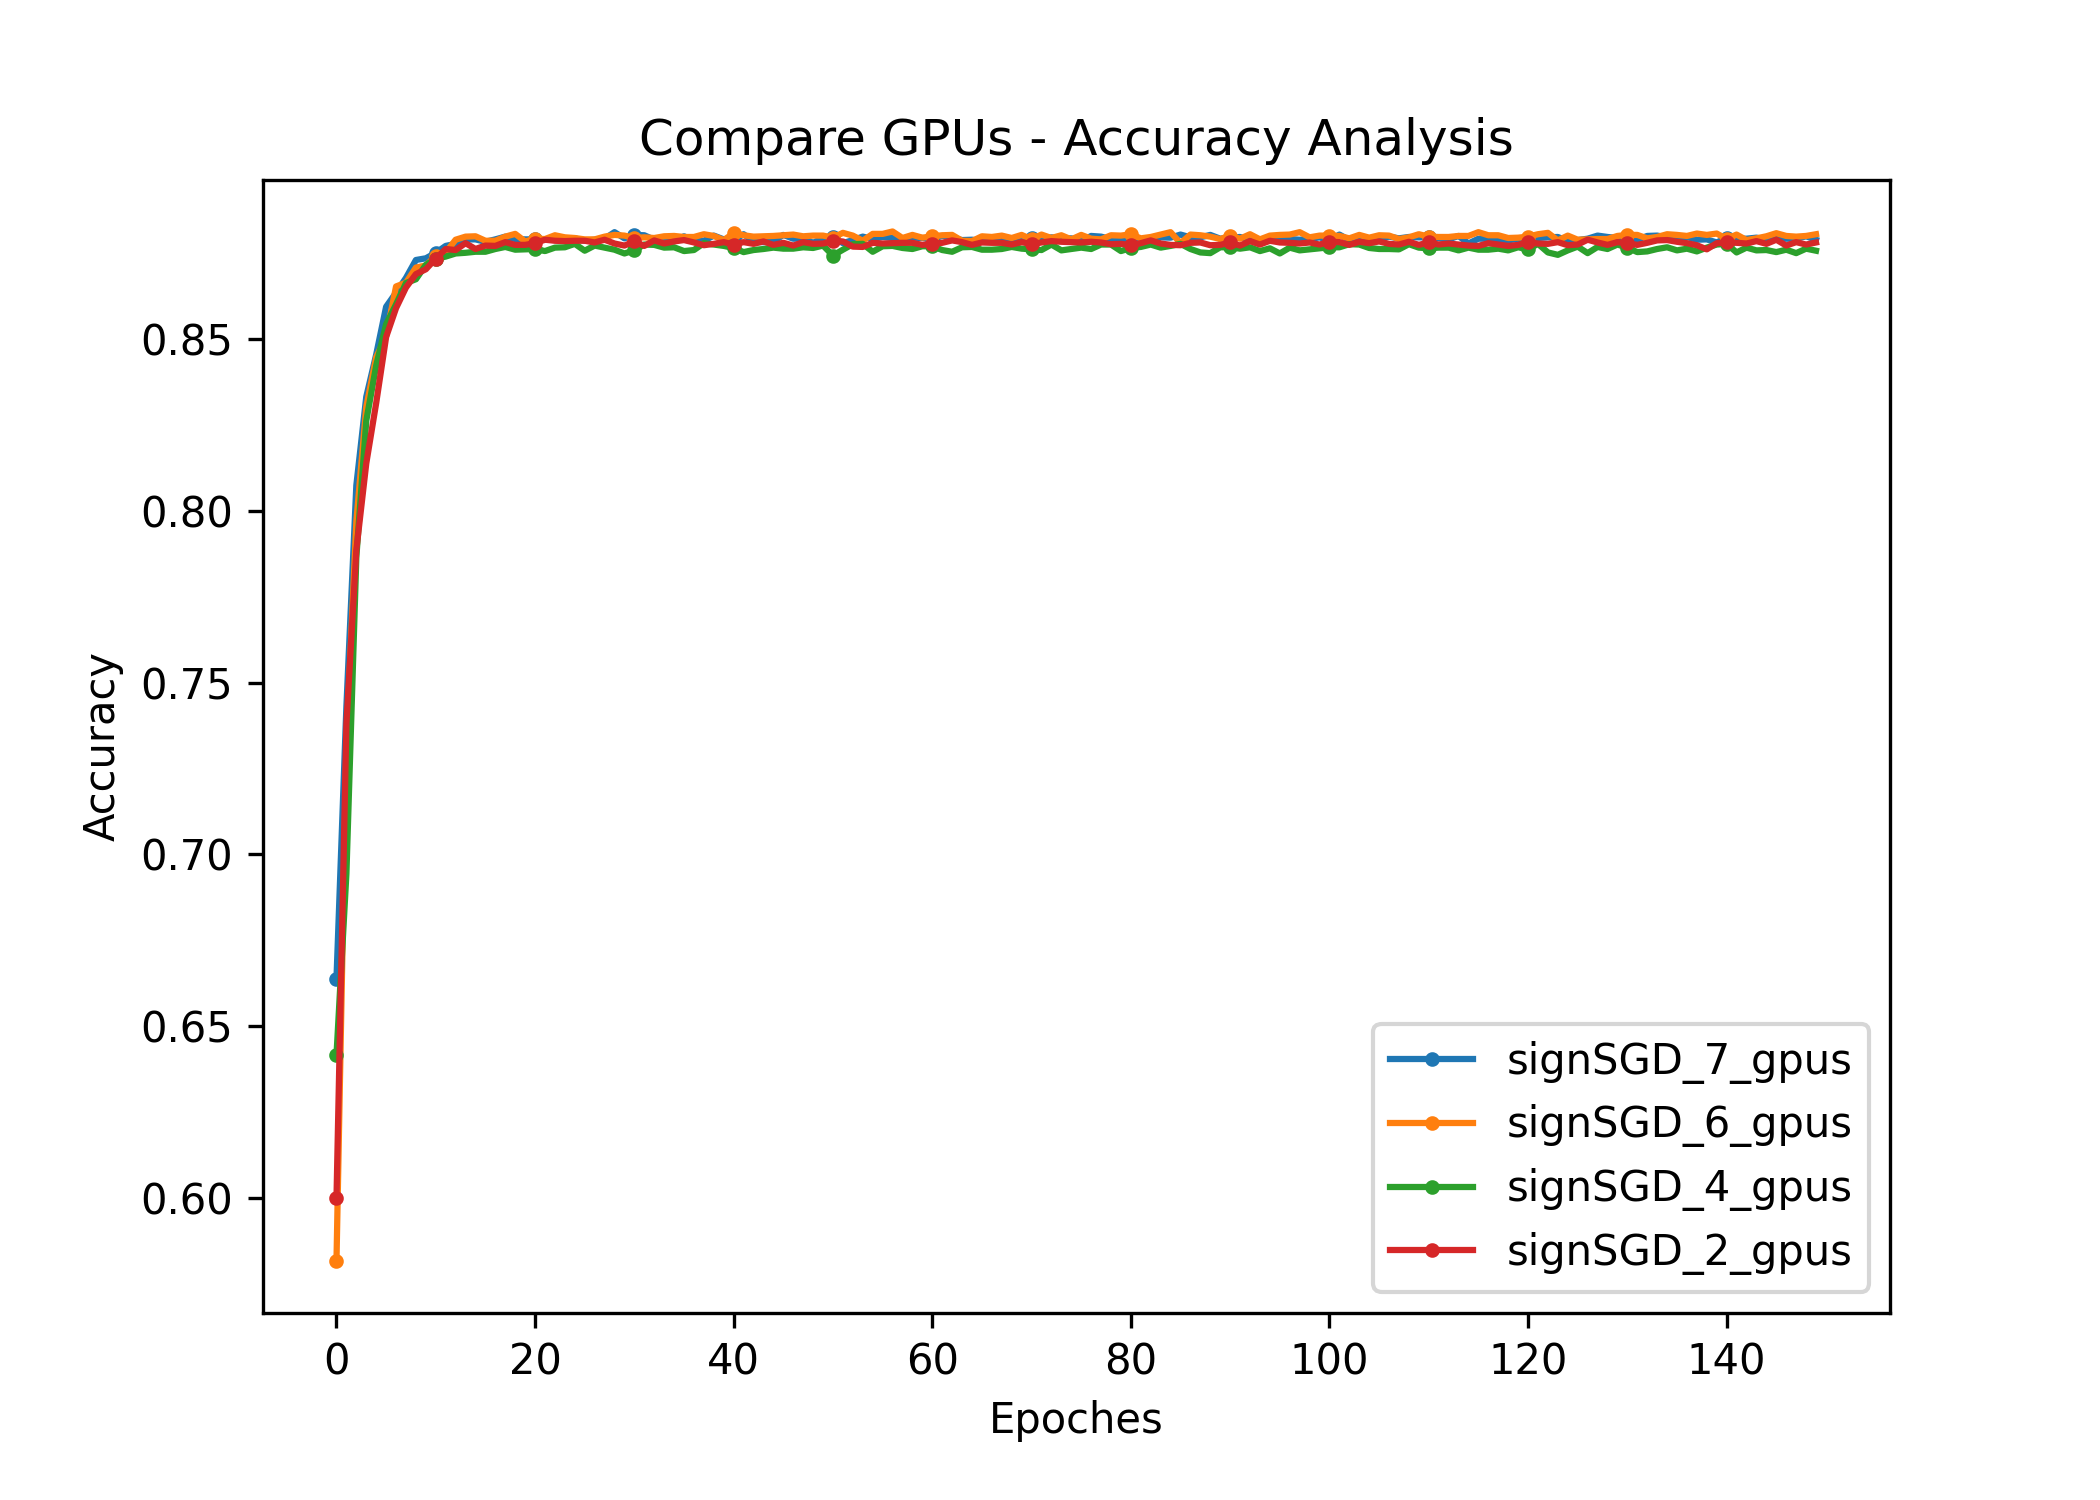 Compare GPUs - Accuracy Analysis
0.85
0.80
0.75
0.70
0.65
0.60
Accuracy
signSGD_7_gpus
signSGD_6_gpus
signSGD_4_gpus
signSGD_2_gpus
0 20 40 60 80 100 120 140
Epoches